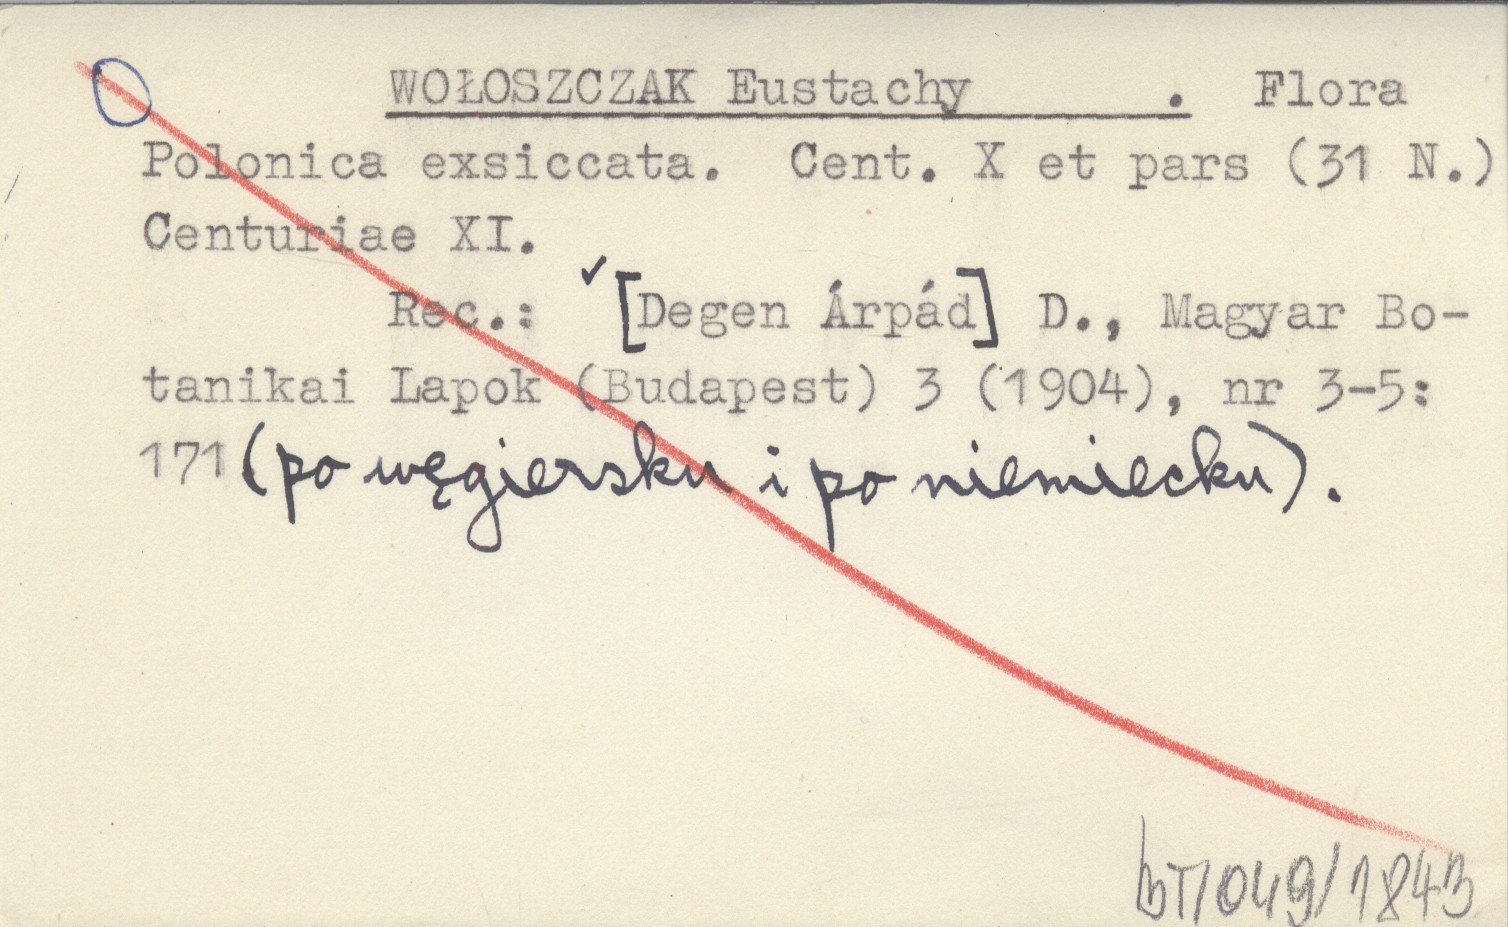 WOŁOSZCZAK Eustachy . Flora
Polonica exsiccata. Cent. X et pars (31 N.)
Centuriae XI.
Rec.: [Degen Árpád] D., Magyar Bo-
tanikai Lapok (Budapest) 3 (1904), nr 3-5:
171 (po węgiersku i po niemiecku).
bT/049/1843